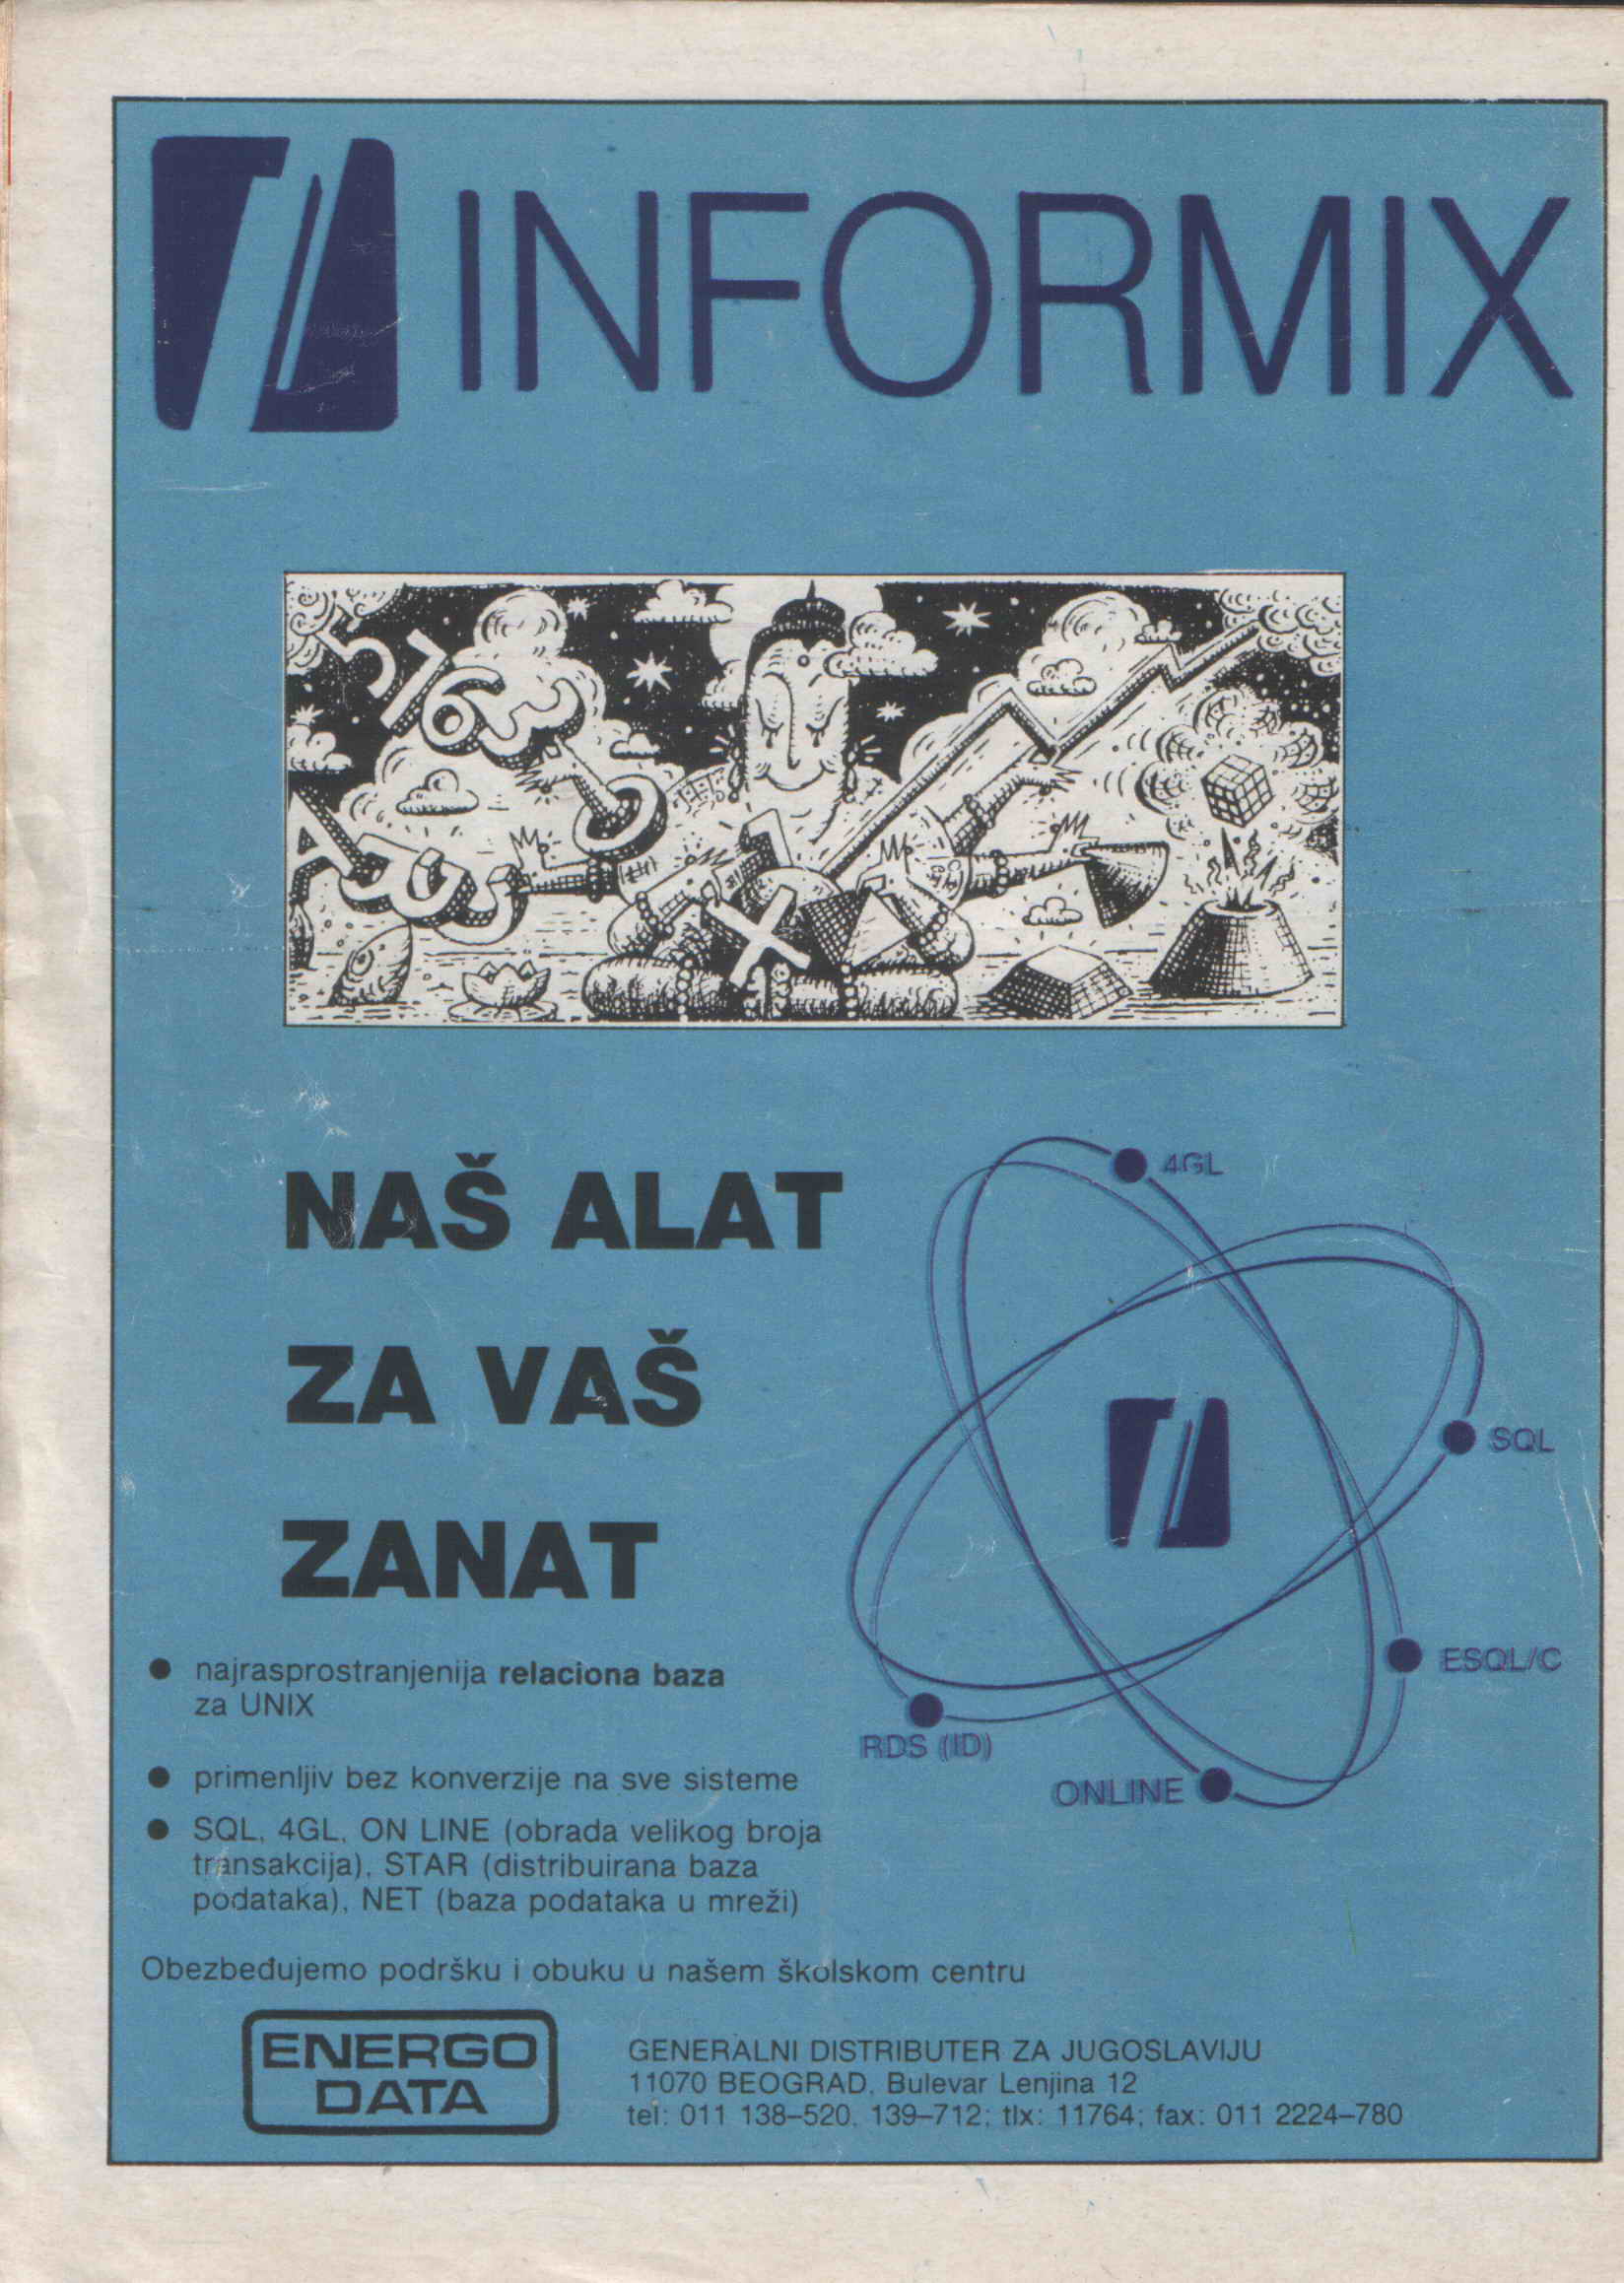 INFORMIX
NAŠ ALAT
ZA VAŠ
ZANAT
4GL
SQL
ESQL/C
RDS (ID)
ONLINE
● najrasprostranjenija relaciona baza
za UNIX
● primenljiv bez konverzije na sve sisteme
● SQL, 4GL, ON LINE (obrada velikog broja
transakcija), STAR (distribuirana baza
podataka), NET (baza podataka u mreži)
Obezbeđujemo podršku i obuku u našem školskom centru
ENERGO
DATA
GENERALNI DISTRIBUTER ZA JUGOSLAVIJU
11070 BEOGRAD, Bulevar Lenjina 12
tel: 011 138–520, 139–712; tlx: 11764; fax: 011 2224–780